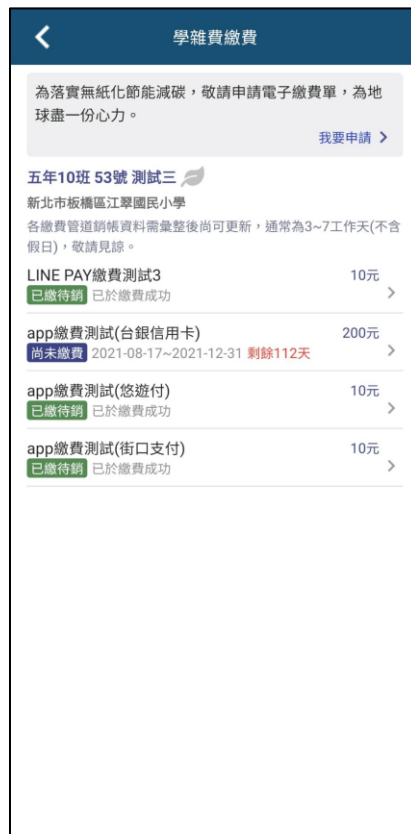 學雜費繳費
為落實無紙化節能減碳，敬請申請電子繳費單，為地
球盡一份心力。
我要申請
五年10班 53號 測試三
新北市板橋區江翠國民小學
各繳費管道銷帳資料需彙整後尚可更新，通常為3~7工作天(不含
假日)，敬請見諒。
LINE PAY繳費測試3 10元
已繳待銷 已於繳費成功
app繳費測試(台銀信用卡) 200元
尚未繳費 2021-08-17~2021-12-31 剩餘112天
app繳費測試(悠遊付) 10元
已繳待銷 已於繳費成功
app繳費測試(街口支付) 10元
已繳待銷 已於繳費成功